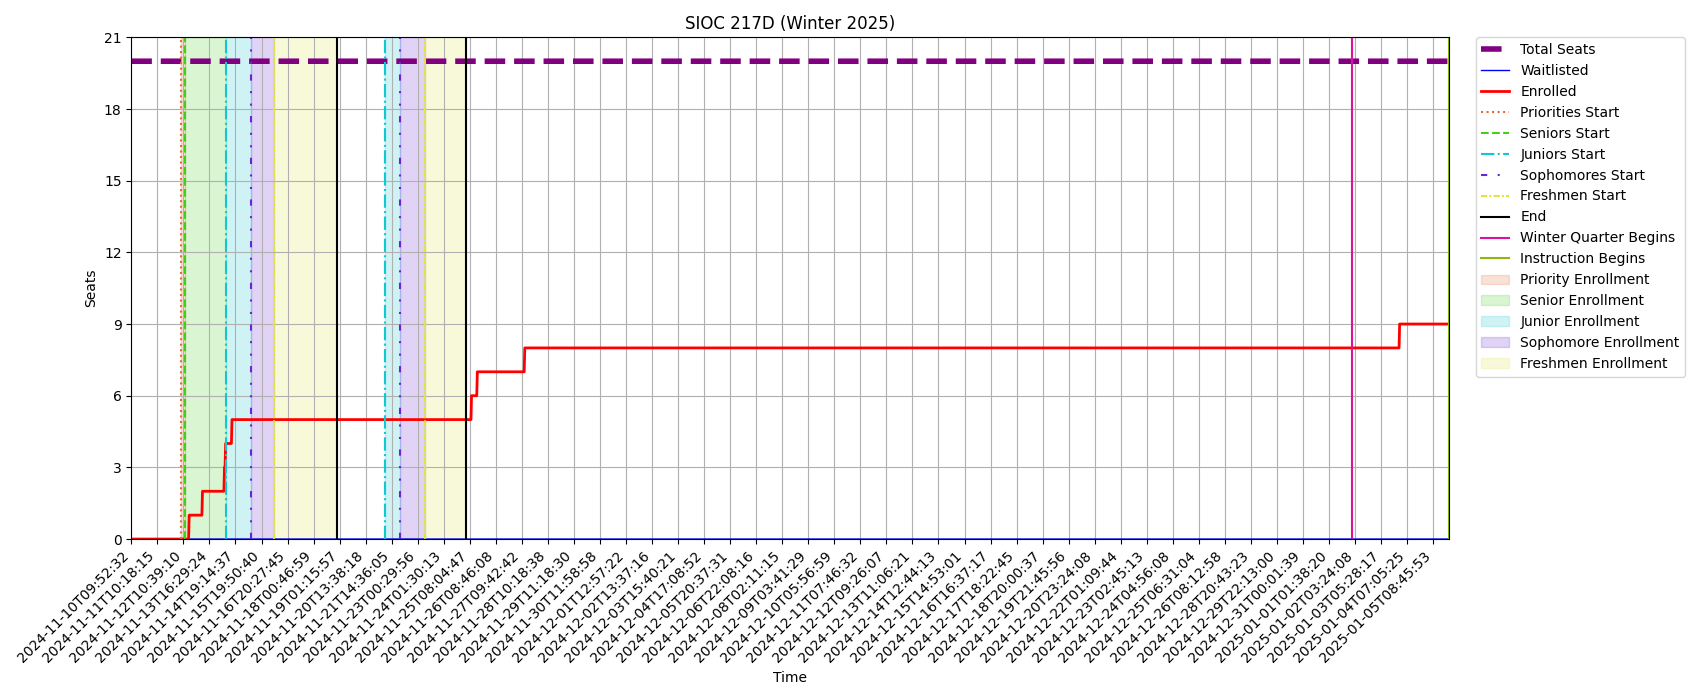 SIOC 217D (Winter 2025)
21
18
15
12
9
6
3
0
Seats
2024-11-10T09:52:32
2024-11-11T10:18:15
2024-11-12T10:39:10
2024-11-13T16:29:24
2024-11-14T19:14:37
2024-11-15T19:50:40
2024-11-16T20:27:45
2024-11-18T00:46:59
2024-11-19T01:15:57
2024-11-20T13:38:18
2024-11-21T14:36:05
2024-11-23T00:29:56
2024-11-24T01:30:13
2024-11-25T08:04:47
2024-11-26T08:46:08
2024-11-27T09:42:42
2024-11-28T10:18:38
2024-11-29T11:18:30
2024-11-30T11:58:58
2024-12-01T12:57:22
2024-12-02T13:37:16
2024-12-03T15:40:21
2024-12-04T17:08:52
2024-12-05T20:37:31
2024-12-06T22:08:16
2024-12-08T02:11:15
2024-12-09T03:41:29
2024-12-10T05:56:59
2024-12-11T07:46:32
2024-12-12T09:26:07
2024-12-13T11:06:21
2024-12-14T12:44:13
2024-12-15T14:53:01
2024-12-16T16:37:17
2024-12-17T18:22:45
2024-12-18T20:00:37
2024-12-19T21:45:56
2024-12-20T23:24:08
2024-12-22T01:09:44
2024-12-23T02:45:13
2024-12-24T04:56:08
2024-12-25T06:31:04
2024-12-26T08:12:58
2024-12-28T20:43:23
2024-12-29T22:13:00
2024-12-31T00:01:39
2025-01-01T01:38:20
2025-01-02T03:24:08
2025-01-03T05:28:17
2025-01-04T07:05:25
2025-01-05T08:45:53
Time
Total Seats
Waitlisted
Enrolled
Priorities Start
Seniors Start
Juniors Start
Sophomores Start
Freshmen Start
End
Winter Quarter Begins
Instruction Begins
Priority Enrollment
Senior Enrollment
Junior Enrollment
Sophomore Enrollment
Freshmen Enrollment